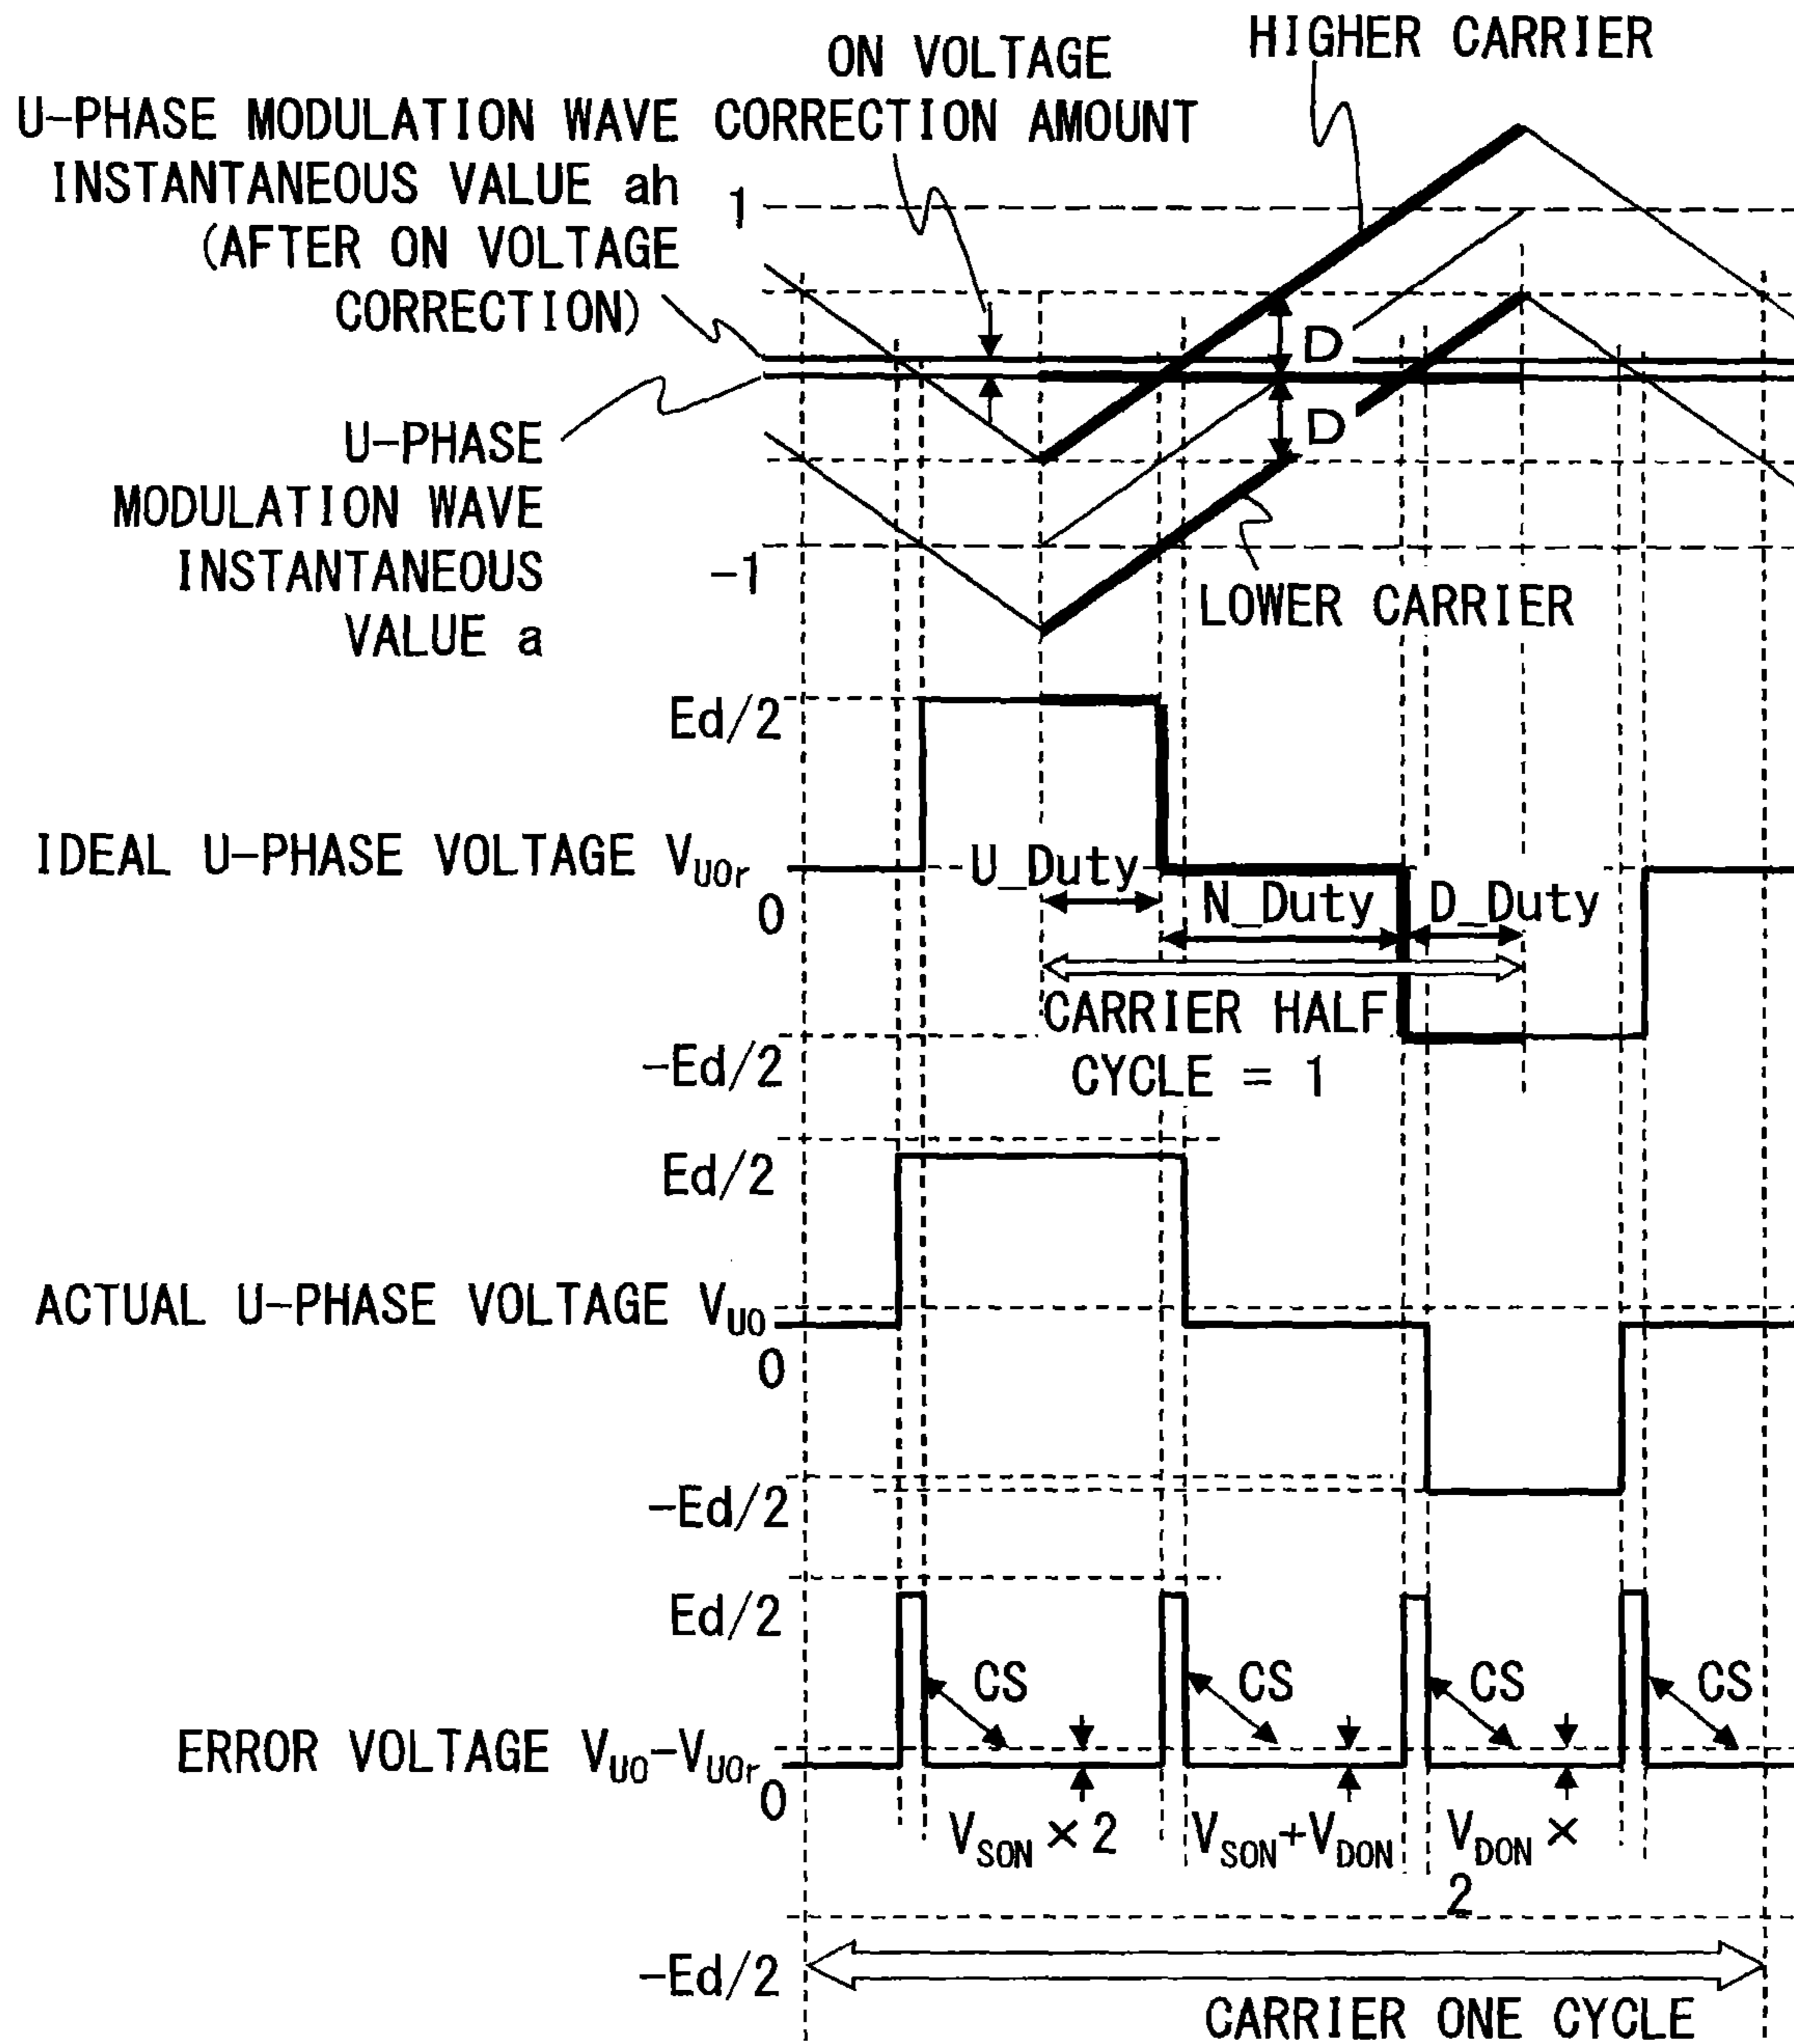 HIGHER CARRIER
ON VOLTAGE
CORRECTION AMOUNT
U-PHASE MODULATION WAVE
INSTANTANEOUS VALUE ah
(AFTER ON VOLTAGE
CORRECTION)
1
D
D
U-PHASE
MODULATION WAVE
INSTANTANEOUS
VALUE a
-1
LOWER CARRIER
Ed/2
IDEAL U-PHASE VOLTAGE VU0r
0
U_Duty
N_Duty
D_Duty
CARRIER HALF
CYCLE = 1
-Ed/2
Ed/2
ACTUAL U-PHASE VOLTAGE VU0
0
-Ed/2
Ed/2
CS
CS
CS
CS
ERROR VOLTAGE VU0-VU0r
0
VSON × 2
VSON+VDON
VDON ×
2
-Ed/2
CARRIER ONE CYCLE